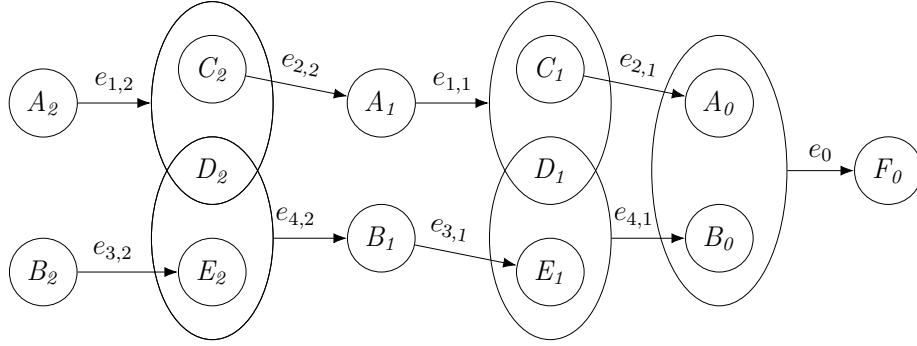 C₂ e₂,₂ C₁ e₂,₁
A₂ e₁,₂ A₁ e₁,₁ A₀
D₂ D₁ e₀ F₀
B₂ e₃,₂ E₂ e₄,₂ B₁ e₃,₁ E₁ e₄,₁ B₀